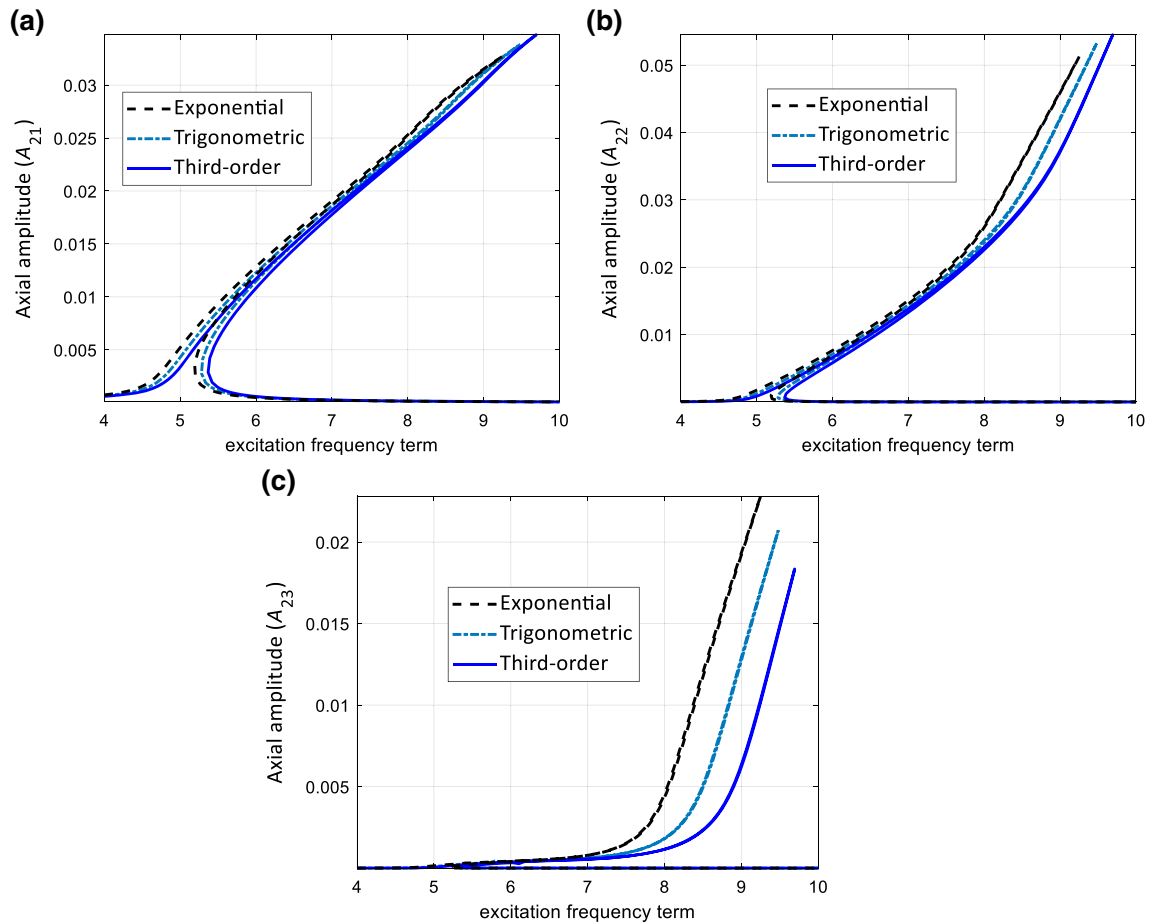 (a)
0.03
0.025
0.02
0.015
0.01
0.005
Axial amplitude (A21)
Exponential
Trigonometric
Third-order
4 5 6 7 8 9 10
excitation frequency term
(b)
0.05
0.04
0.03
0.02
0.01
Axial amplitude (A22)
Exponential
Trigonometric
Third-order
4 5 6 7 8 9 10
excitation frequency term
(c)
0.02
0.015
0.01
0.005
0
Axial amplitude (A23)
Exponential
Trigonometric
Third-order
4 5 6 7 8 9 10
excitation frequency term